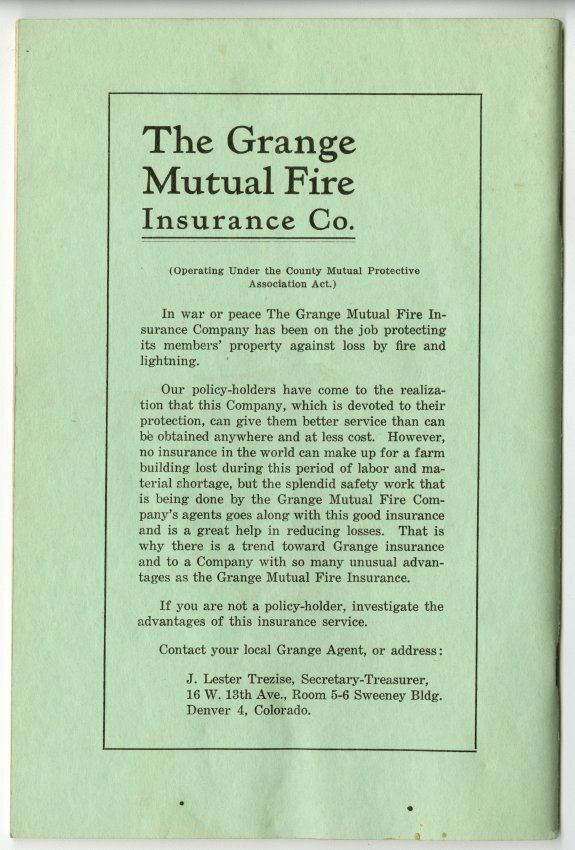 The Grange
Mutual Fire
Insurance Co.
(Operating Under the County Mutual Protective
Association Act.)
In war or peace The Grange Mutual Fire In-
surance Company has been on the job protecting
its members' property against loss by fire and
lightning.
Our policy-holders have come to the realiza-
tion that this Company, which is devoted to their
protection, can give them better service than can
be obtained anywhere and at less cost. However,
no insurance in the world can make up for a farm
building lost during this period of labor and ma-
terial shortage, but the splendid safety work that
is being done by the Grange Mutual Fire Com-
pany's agents goes along with this good insurance
and is a great help in reducing losses. That is
why there is a trend toward Grange insurance
and to a Company with so many unusual advan-
tages as the Grange Mutual Fire Insurance.
If you are not a policy-holder, investigate the
advantages of this insurance service.
Contact your local Grange Agent, or address:
J. Lester Trezise, Secretary-Treasurer,
16 W. 13th Ave., Room 5-6 Sweeney Bldg.
Denver 4, Colorado.